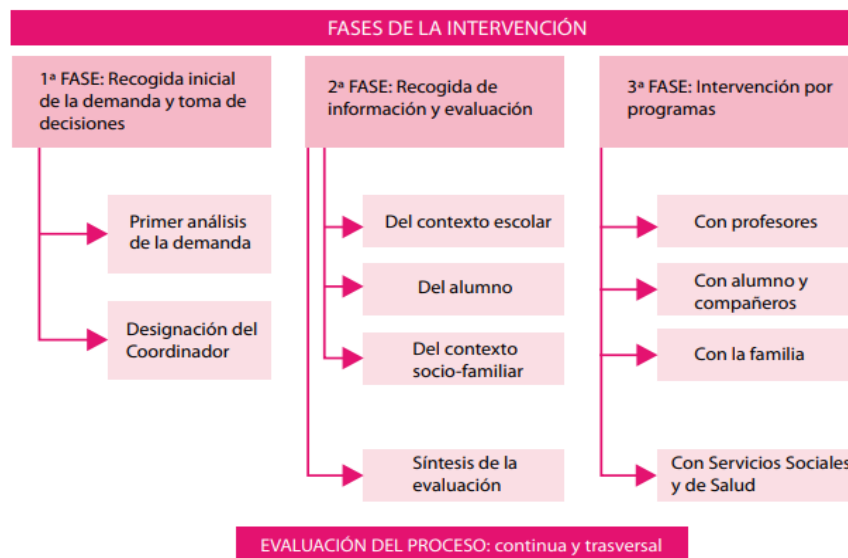 FASES DE LA INTERVENCIÓN
1ª FASE: Recogida inicial
de la demanda y toma de
decisiones
Primer análisis
de la demanda
Designación del
Coordinador
2ª FASE: Recogida de
información y evaluación
Del contexto escolar
Del alumno
Del contexto
socio-familiar
Síntesis de la
evaluación
3ª FASE: Intervención por
programas
Con profesores
Con alumno y
compañeros
Con la familia
Con Servicios Sociales
y de Salud
EVALUACIÓN DEL PROCESO: continua y trasversal